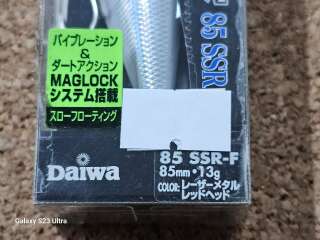 85 SSR
バイブレーション
&
ダートアクション
MAGLOCK
システム搭載
スローフローティング
Daiwa
85 SSR-F
85mm・13g
COLOR: レーザーメタル
レッドヘッド
Galaxy S23 Ultra